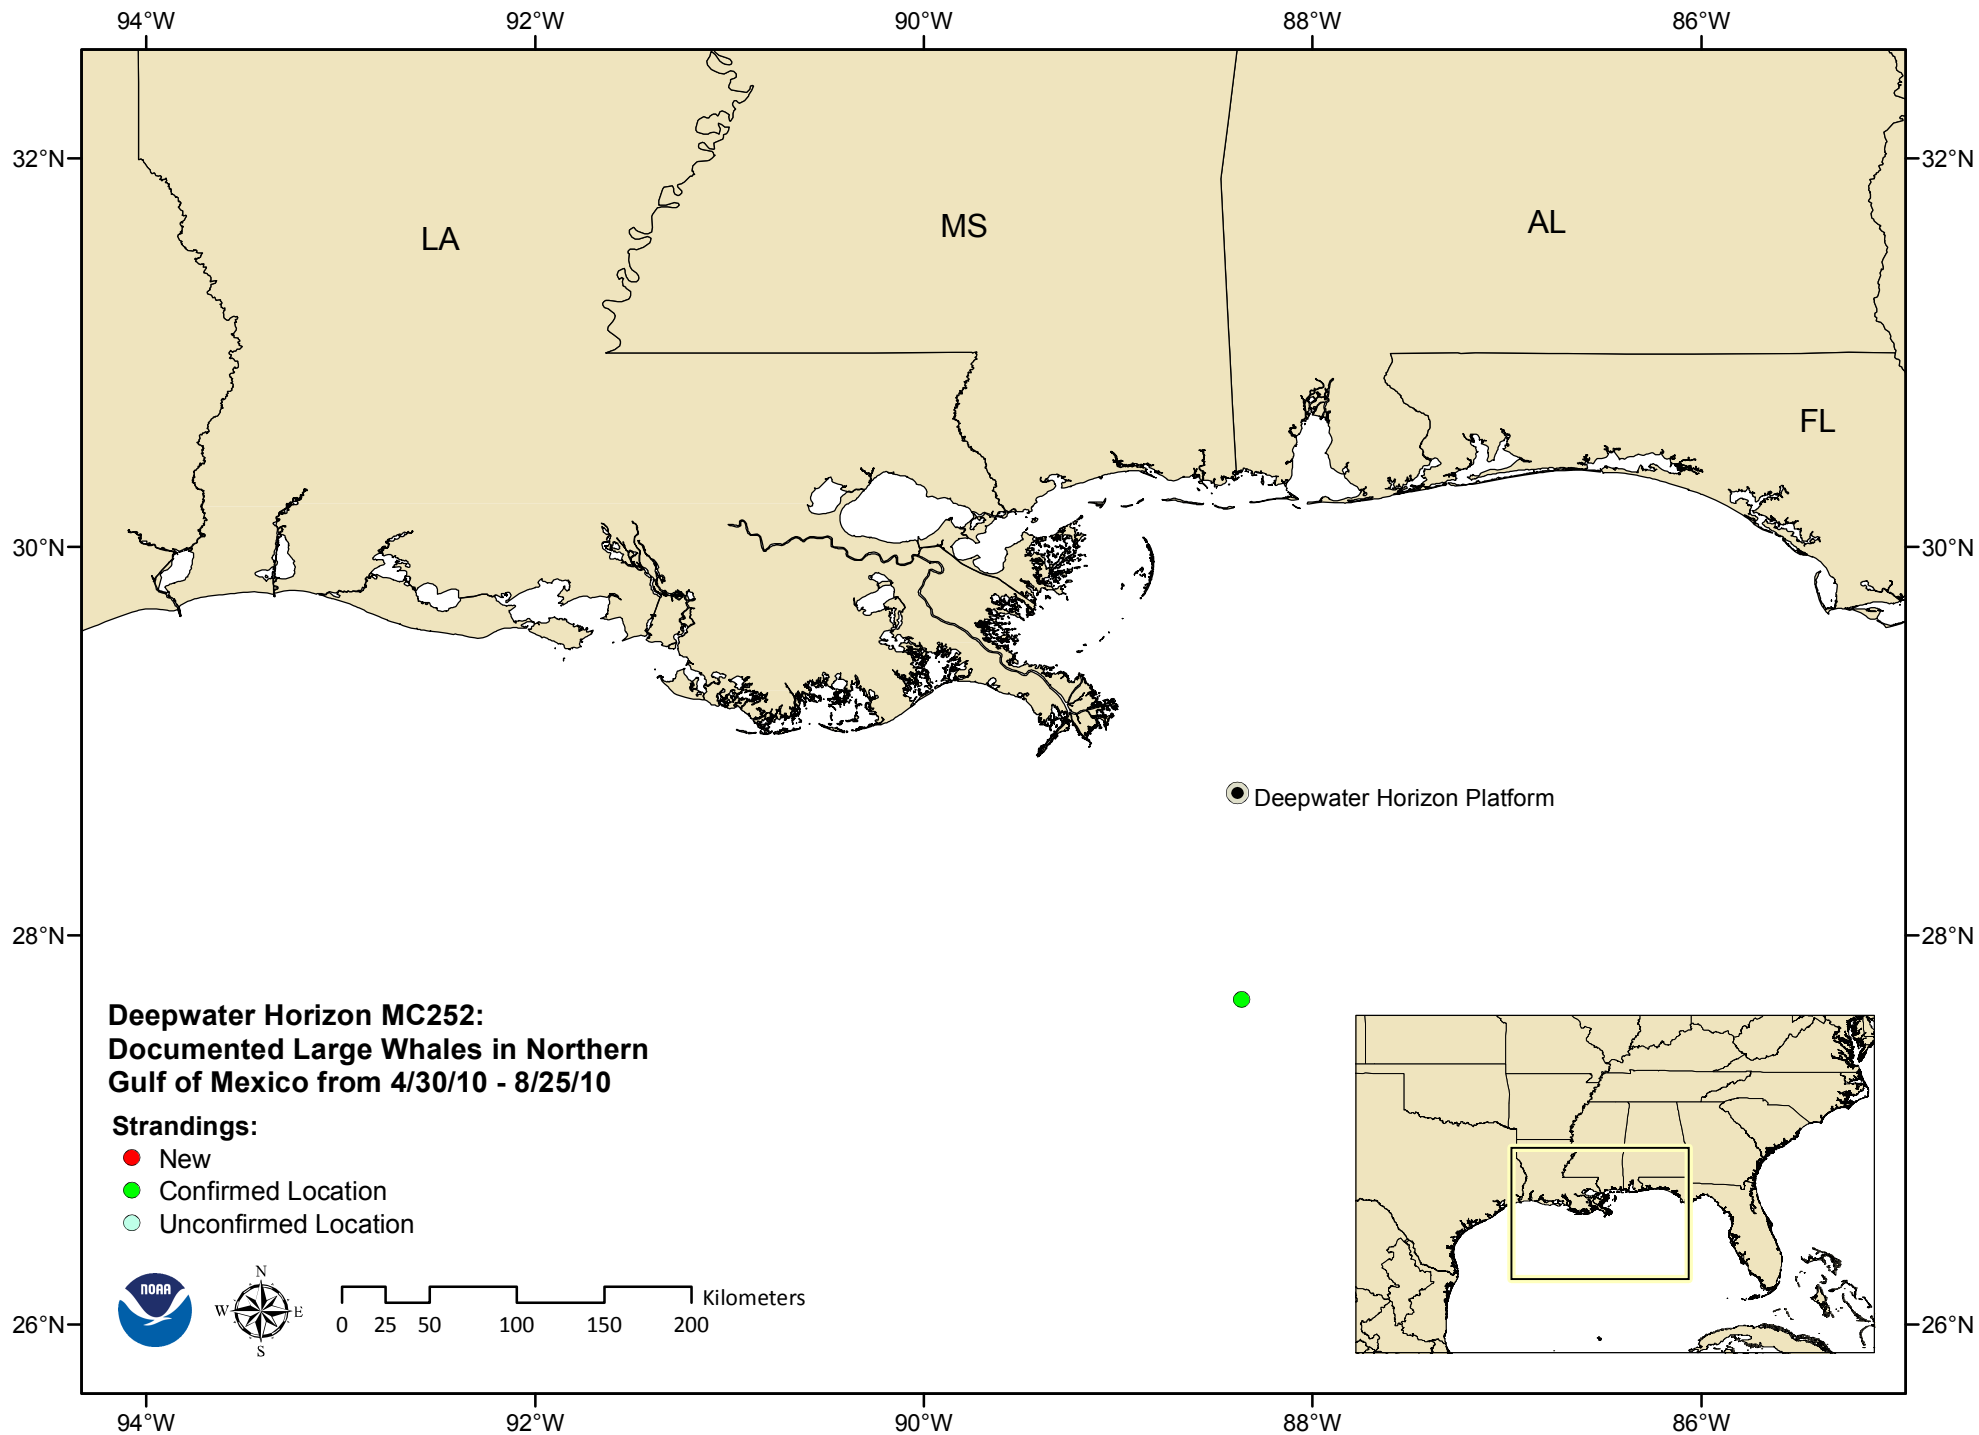 94°W 92°W 90°W 88°W 86°W
32°N 32°N
LA MS AL
FL
30°N 30°N
Deepwater Horizon Platform
28°N 28°N
Deepwater Horizon MC252:
Documented Large Whales in Northern
Gulf of Mexico from 4/30/10 - 8/25/10
Strandings:
New
Confirmed Location
Unconfirmed Location
NOAA
N
W E
S
Kilometers
0 25 50 100 150 200
26°N 26°N
94°W 92°W 90°W 88°W 86°W